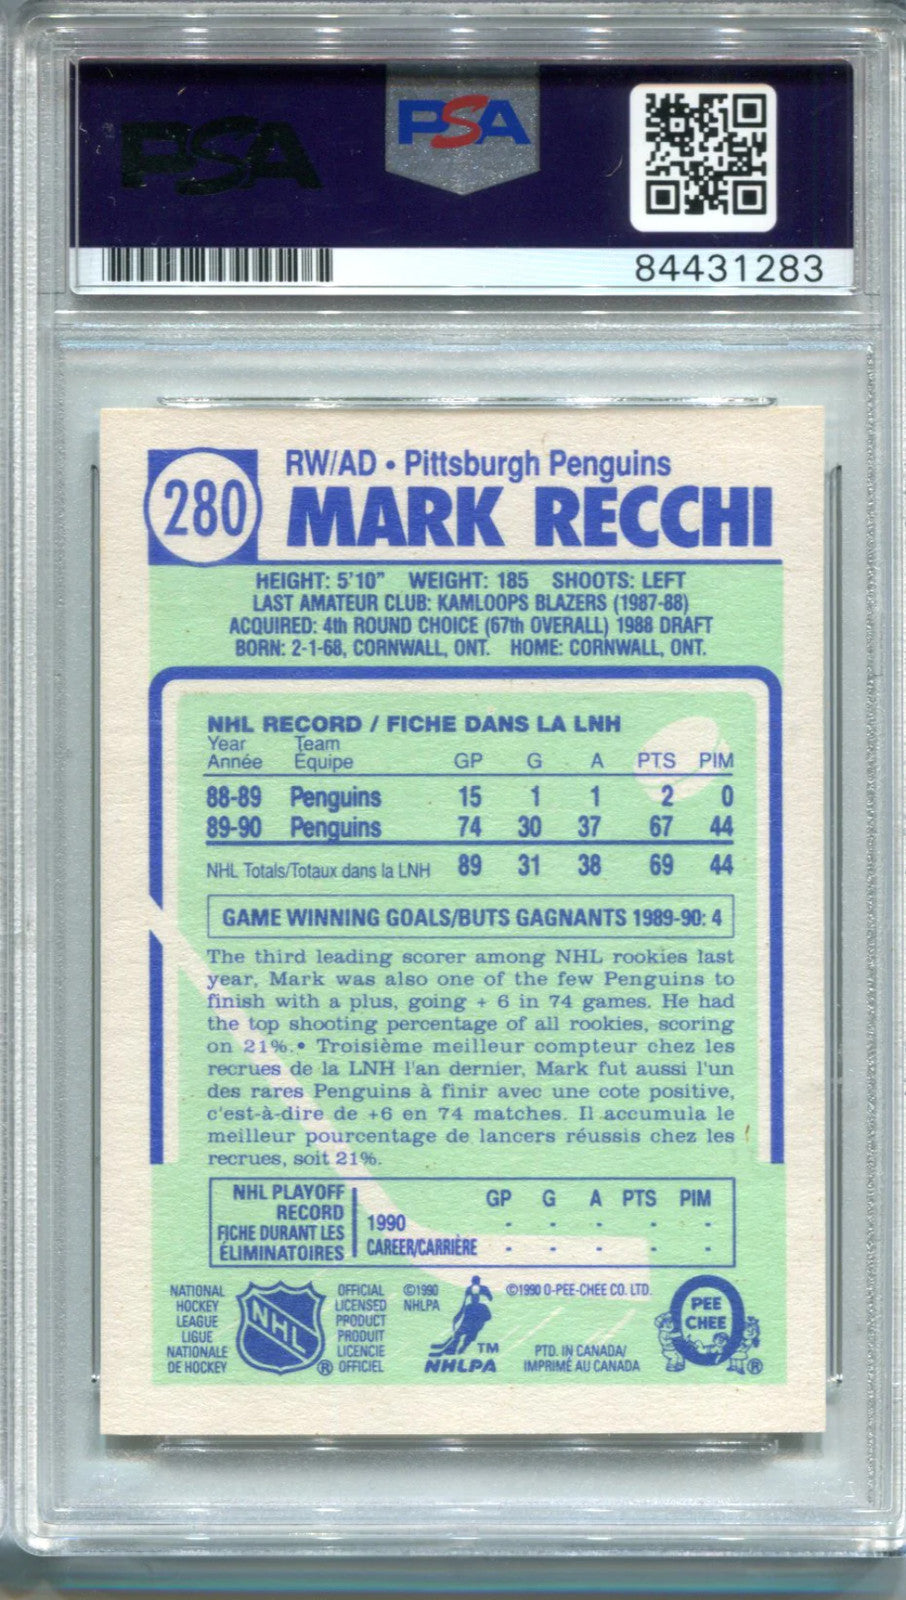 PSA
PSA
84431283
280
RW/AD • Pittsburgh Penguins
MARK RECCHI
HEIGHT: 5'10" WEIGHT: 185 SHOOTS: LEFT
LAST AMATEUR CLUB: KAMLOOPS BLAZERS (1987-88)
ACQUIRED: 4th ROUND CHOICE (67th OVERALL) 1988 DRAFT
BORN: 2-1-68, CORNWALL, ONT. HOME: CORNWALL, ONT.
NHL RECORD / FICHE DANS LA LNH
Year Team
Année Équipe GP G A PTS PIM
88-89 Penguins 15 1 1 2 0
89-90 Penguins 74 30 37 67 44
NHL Totals/Totaux dans la LNH 89 31 38 69 44
GAME WINNING GOALS/BUTS GAGNANTS 1989-90: 4
The third leading scorer among NHL rookies last
year, Mark was also one of the few Penguins to
finish with a plus, going + 6 in 74 games. He had
the top shooting percentage of all rookies, scoring
on 21%.• Troisième meilleur compteur chez les
recrues de la LNH l'an dernier, Mark fut aussi l'un
des rares Penguins à finir avec une cote positive,
c'est-à-dire de +6 en 74 matches. Il accumula le
meilleur pourcentage de lancers réussis chez les
recrues, soit 21%.
NHL PLAYOFF
RECORD
FICHE DURANT LES
ÉLIMINATOIRES
GP G A PTS PIM
1990 - - - - -
CAREER/CARRIÈRE - - - - -
NATIONAL
HOCKEY
LEAGUE
LIGUE
NATIONALE
DE HOCKEY
NHL
®
OFFICIAL
LICENSED
PRODUCT
PRODUIT
LICENCIE
OFFICIEL
©1990
NHLPA
TM
NHLPA
©1990 O-PEE-CHEE CO. LTD.
PTD. IN CANADA/
IMPRIMÉ AU CANADA
O
PEE
CHEE
®